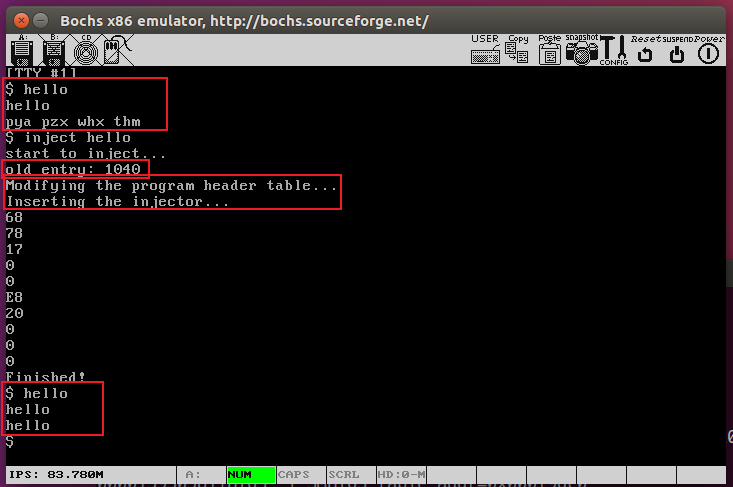 Bochs x86 emulator, http://bochs.sourceforge.net/
A: B: CD USER Copy Paste Snapshot CONFIG Reset SUSPEND Power
[TTY #1]
$ hello
hello
pya pzx whx thm
$ inject hello
start to inject...
old entry: 1040
Modifying the program header table...
Inserting the injector...
68
78
17
0
0
E8
20
0
0
0
Finished!
$ hello
hello
hello
$
IPS: 83.780M A: NUM CAPS SCRL HD:0-M